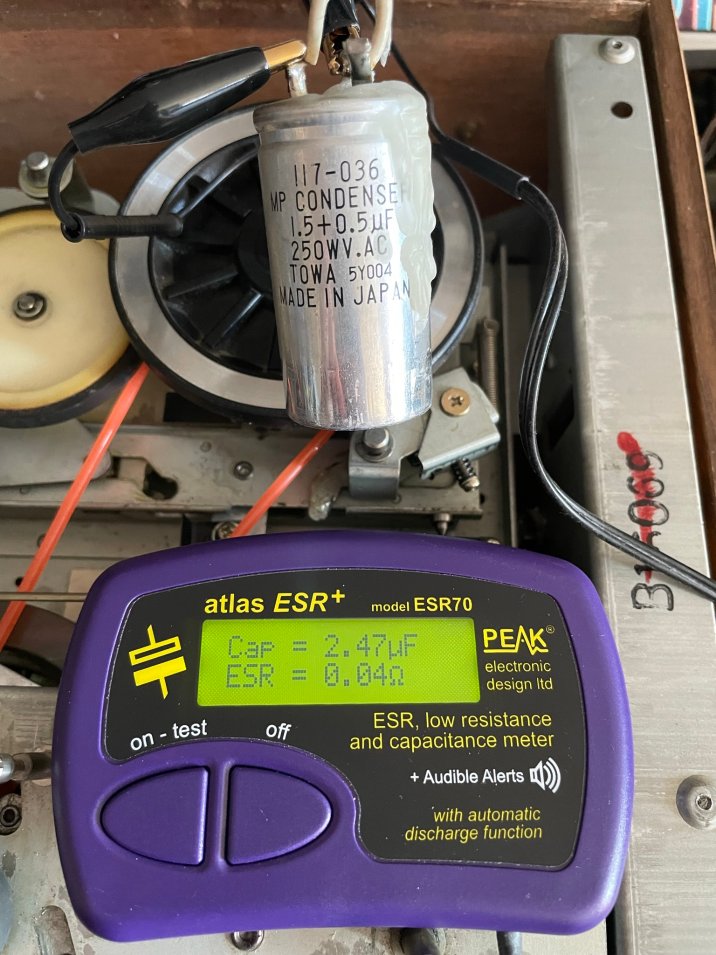 117-036
MP CONDENSER
1.5+0.5µF
250WV.AC
TOWA 5Y004
MADE IN JAPAN
atlas ESR+ model ESR70
Cap = 2.47µF
ESR = 0.04Ω
PEAK®
electronic
design ltd
ESR, low resistance
and capacitance meter
on - test off
+ Audible Alerts
with automatic
discharge function